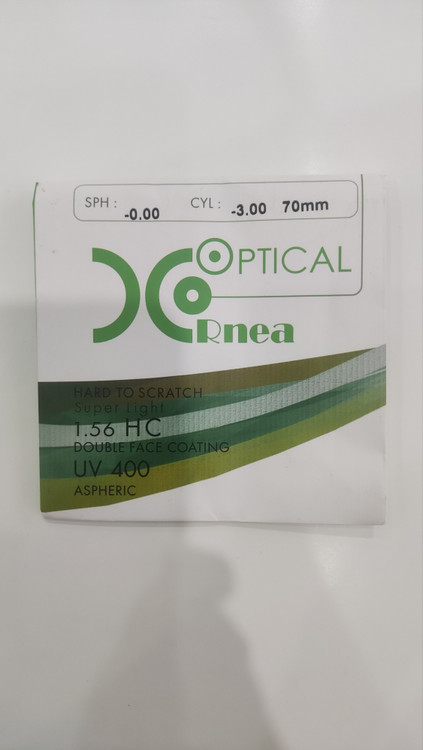 SPH : -0.00 CYL : -3.00 70mm
OPTICAL
CORnea
HARD TO SCRATCH
Super Light
1.56 HC
DOUBLE FACE COATING
UV 400
ASPHERIC